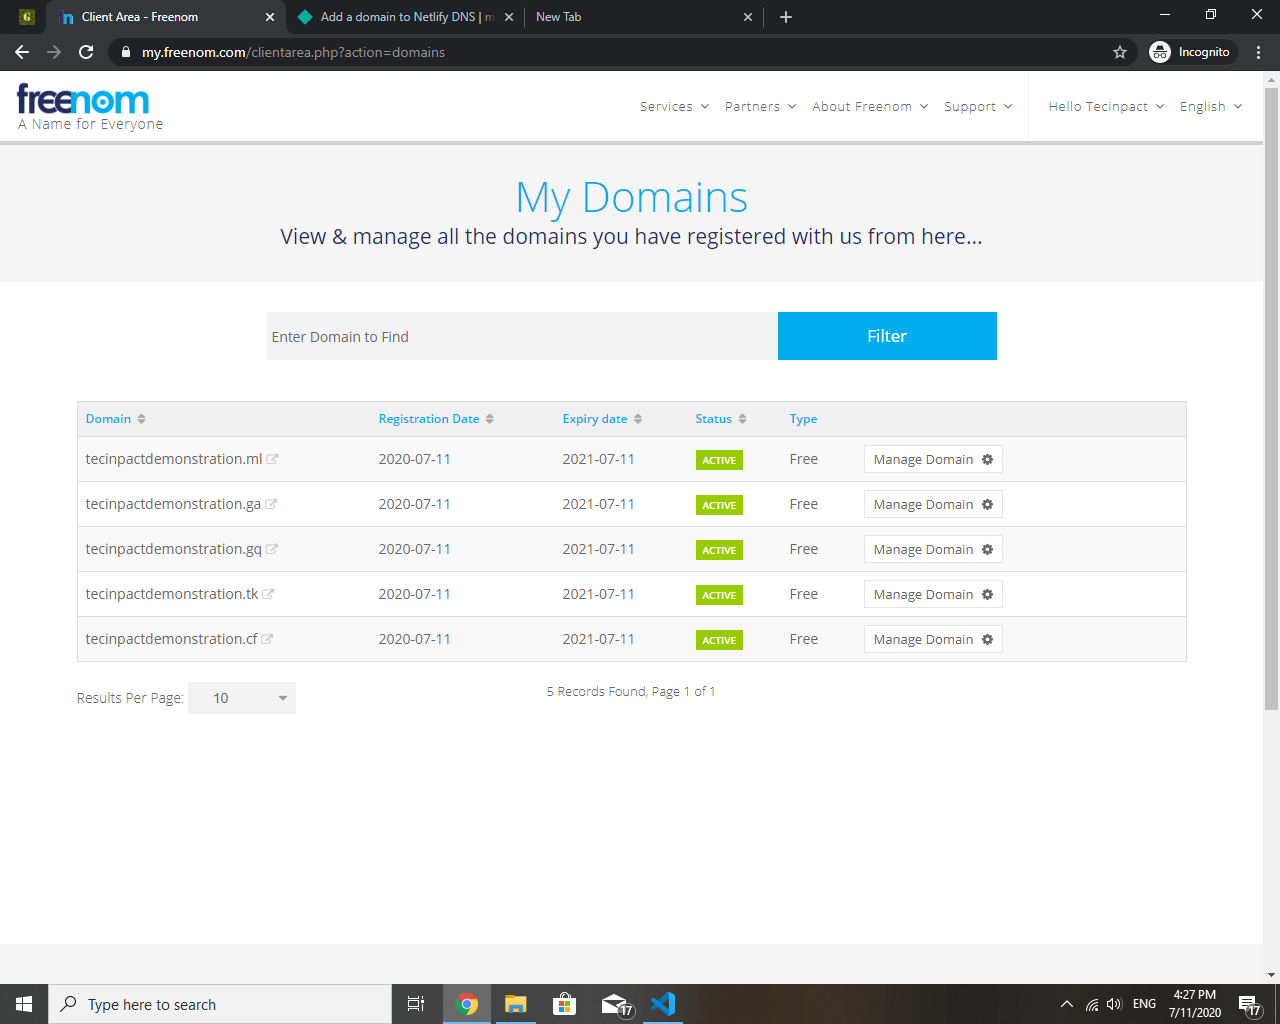 G
Client Area - Freenom
Add a domain to Netlify DNS | m
New Tab
my.freenom.com/clientarea.php?action=domains
Incognito
freenom
A Name for Everyone
Services
Partners
About Freenom
Support
Hello Tecinpact
English
My Domains
View & manage all the domains you have registered with us from here...
Enter Domain to Find
Filter
Domain Registration Date Expiry date Status Type
tecinpactdemonstration.ml 2020-07-11 2021-07-11 ACTIVE Free Manage Domain
tecinpactdemonstration.ga 2020-07-11 2021-07-11 ACTIVE Free Manage Domain
tecinpactdemonstration.gq 2020-07-11 2021-07-11 ACTIVE Free Manage Domain
tecinpactdemonstration.tk 2020-07-11 2021-07-11 ACTIVE Free Manage Domain
tecinpactdemonstration.cf 2020-07-11 2021-07-11 ACTIVE Free Manage Domain
Results Per Page: 10
5 Records Found, Page 1 of 1
Type here to search
17
ENG
4:27 PM
7/11/2020
17